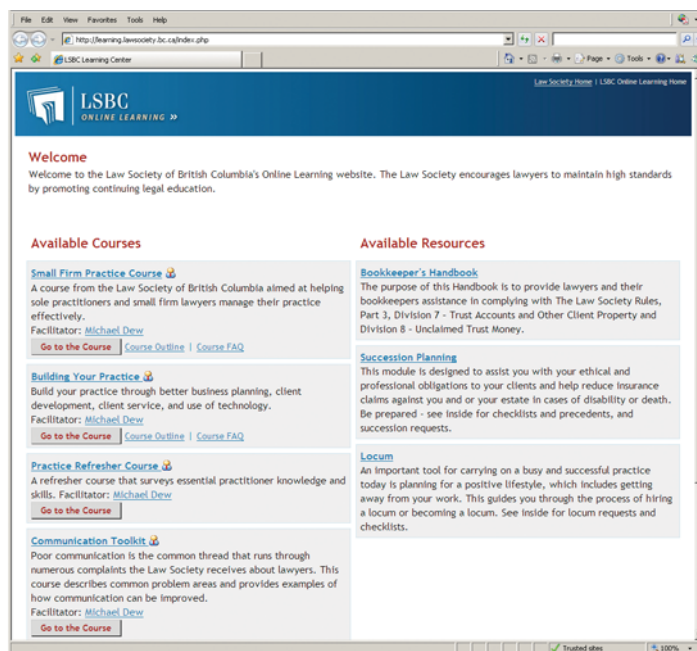 File Edit View Favorites Tools Help
http://learning.lawsociety.bc.ca/index.php
LSBC Learning Center
Page Tools
Law Society Home | LSBC Online Learning Home
LSBC
ONLINE LEARNING »
Welcome
Welcome to the Law Society of British Columbia's Online Learning website. The Law Society encourages lawyers to maintain high standards
by promoting continuing legal education.
Available Courses
Small Firm Practice Course
A course from the Law Society of British Columbia aimed at helping
sole practitioners and small firm lawyers manage their practice
effectively.
Facilitator: Michael Dew
Go to the Course Course Outline | Course FAQ
Building Your Practice
Build your practice through better business planning, client
development, client service, and use of technology.
Facilitator: Michael Dew
Go to the Course Course Outline | Course FAQ
Practice Refresher Course
A refresher course that surveys essential practitioner knowledge and
skills. Facilitator: Michael Dew
Go to the Course
Communication Toolkit
Poor communication is the common thread that runs through
numerous complaints the Law Society receives about lawyers. This
course describes common problem areas and provides examples of
how communication can be improved.
Facilitator: Michael Dew
Go to the Course
Available Resources
Bookkeeper's Handbook
The purpose of this Handbook is to provide lawyers and their
bookkeepers assistance in complying with The Law Society Rules,
Part 3, Division 7 - Trust Accounts and Other Client Property and
Division 8 - Unclaimed Trust Money.
Succession Planning
This module is designed to assist you with your ethical and
professional obligations to your clients and help reduce insurance
claims against you and or your estate in cases of disability or death.
Be prepared - see inside for checklists and precedents, and
succession requests.
Locum
An important tool for carrying on a busy and successful practice
today is planning for a positive lifestyle, which includes getting
away from your work. This guides you through the process of hiring
a locum or becoming a locum. See inside for locum requests and
checklists.
Trusted sites 100%